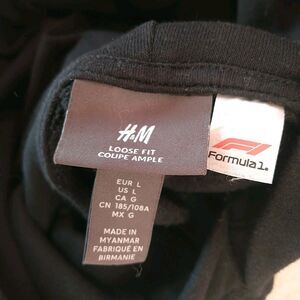 H&M
LOOSE FIT
COUPE AMPLE
EUR L
US L
CA G
CN 185/108A
MX G
MADE IN
MYANMAR
FABRIQUÉ EN
BIRMANIE
F1
Formula 1.